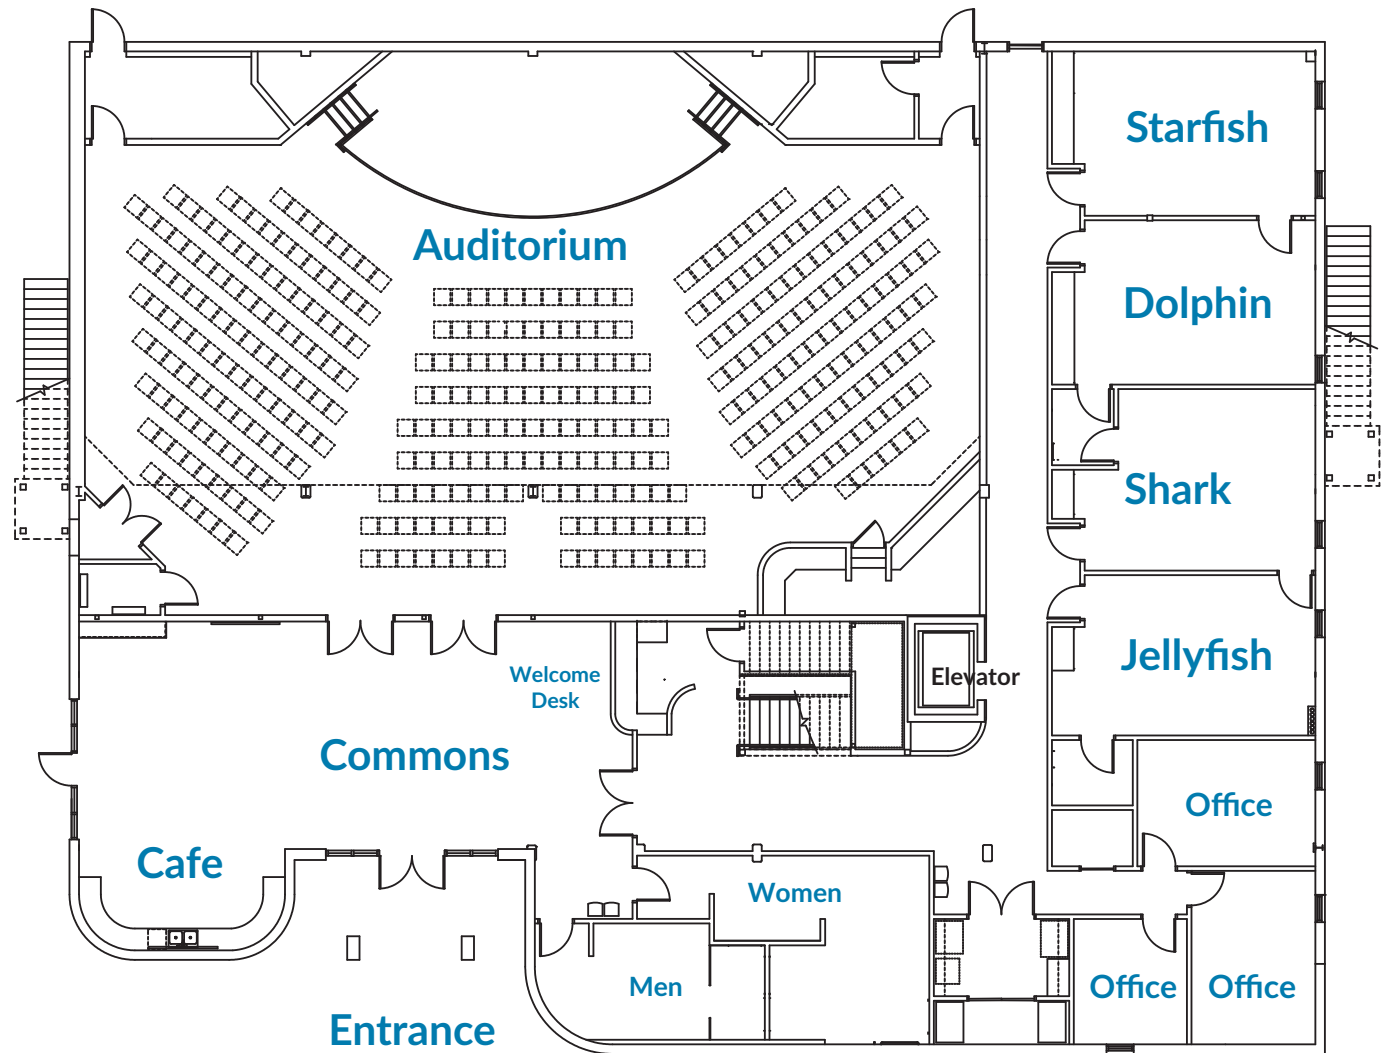 Starfish
Auditorium
Dolphin
Shark
Jellyfish
Welcome
Desk
Elevator
Commons
Office
Cafe
Women
Men
Office
Office
Entrance